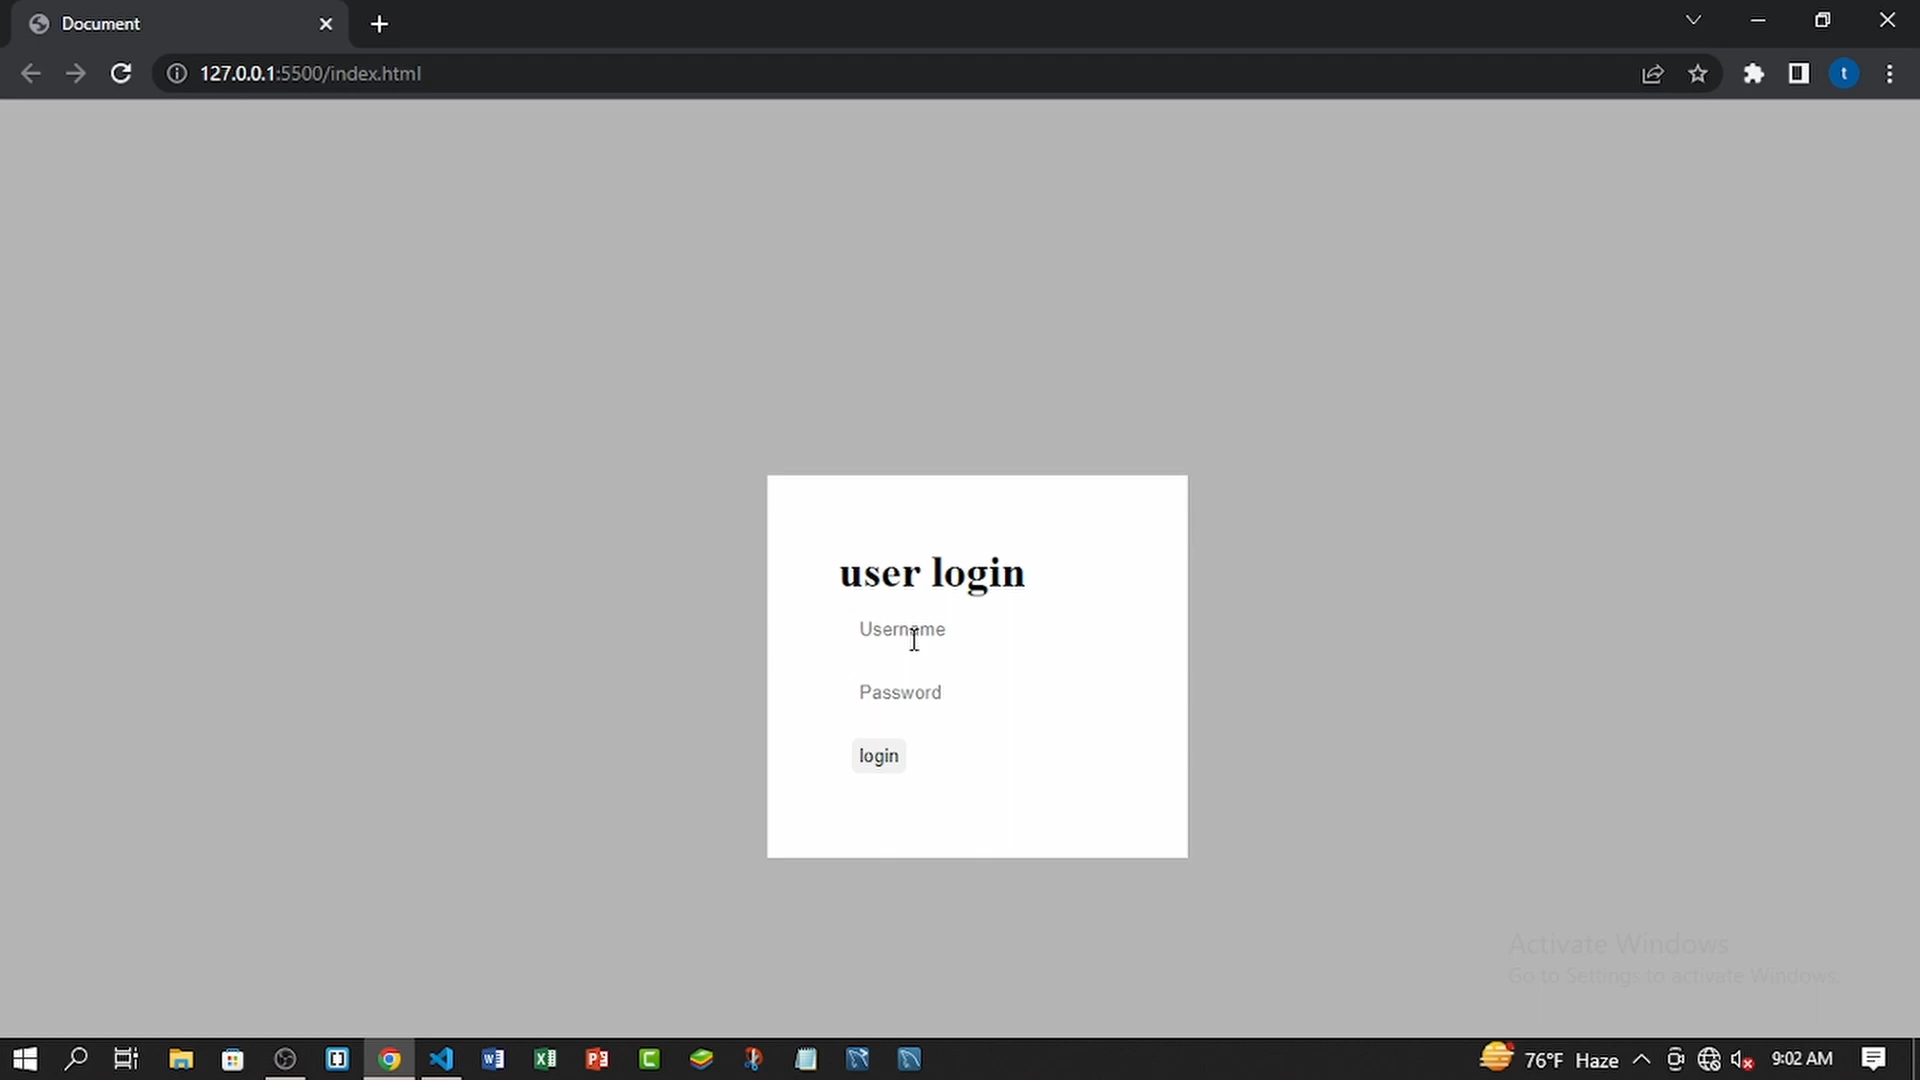 Document
127.0.0.1:5500/index.html
t
user login
Username
Password
login
Activate Windows
Go to Settings to activate Windows.
76°F Haze
9:02 AM